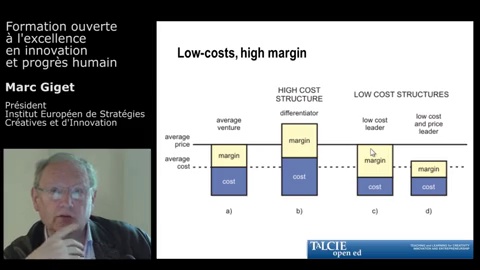 Formation ouverte
à l'excellence
en innovation
et progrès humain
Marc Giget
Président
Institut Européen de Stratégies
Créatives et d'Innovation
Low-costs, high margin
HIGH COST
STRUCTURE
LOW COST STRUCTURES
average
venture
differentiator
low cost
leader
low cost
and price
leader
average
price
average
cost
margin
cost
margin
cost
margin
cost
margin
cost
a)
b)
c)
d)
TALCIE
open ed